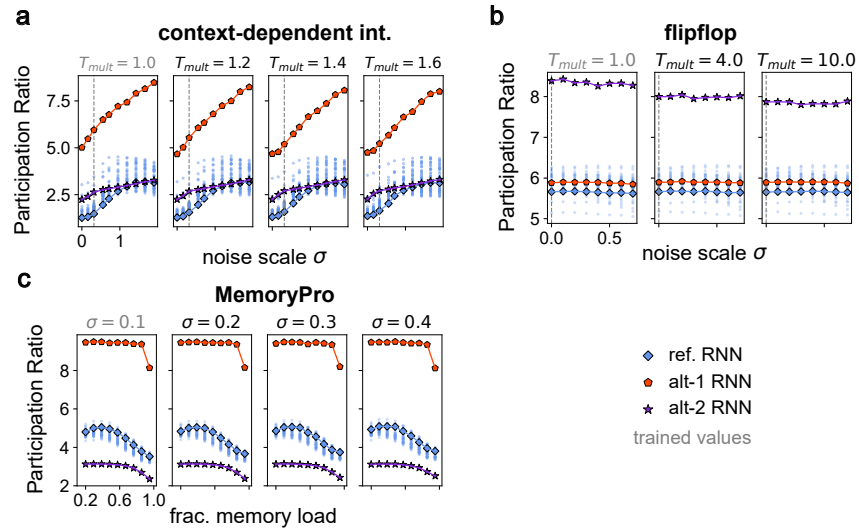 a
context-dependent int.
T_mult = 1.0
T_mult = 1.2
T_mult = 1.4
T_mult = 1.6
Participation Ratio
7.5
5.0
2.5
0
1
noise scale σ
b
flipflop
T_mult = 1.0
T_mult = 4.0
T_mult = 10.0
Participation Ratio
8
7
6
5
0.0
0.5
noise scale σ
c
MemoryPro
σ = 0.1
σ = 0.2
σ = 0.3
σ = 0.4
Participation Ratio
8
6
4
2
0.2
0.6
1.0
frac. memory load
ref. RNN
alt-1 RNN
alt-2 RNN
trained values